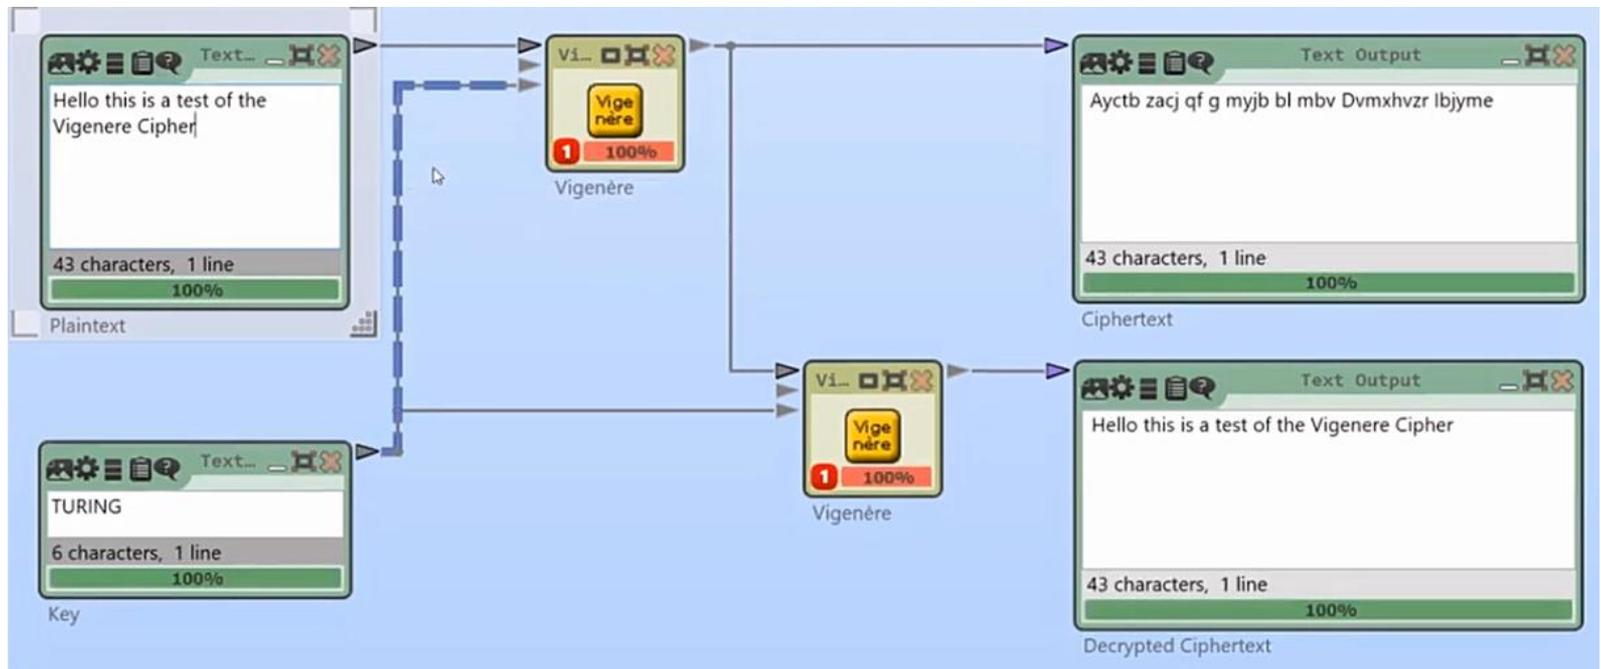 Text...
Hello this is a test of the
Vigenere Cipher
43 characters,  1 line
100%
Plaintext
Vi...
Vige
nère
1
100%
Vigenère
Text Output
Ayctb zacj qf g myjb bl mbv Dvmxhvzr Ibjyme
43 characters,  1 line
100%
Ciphertext
Text...
TURING
6 characters,  1 line
100%
Key
Vi...
Vige
nère
1
100%
Vigenère
Text Output
Hello this is a test of the Vigenere Cipher
43 characters,  1 line
100%
Decrypted Ciphertext